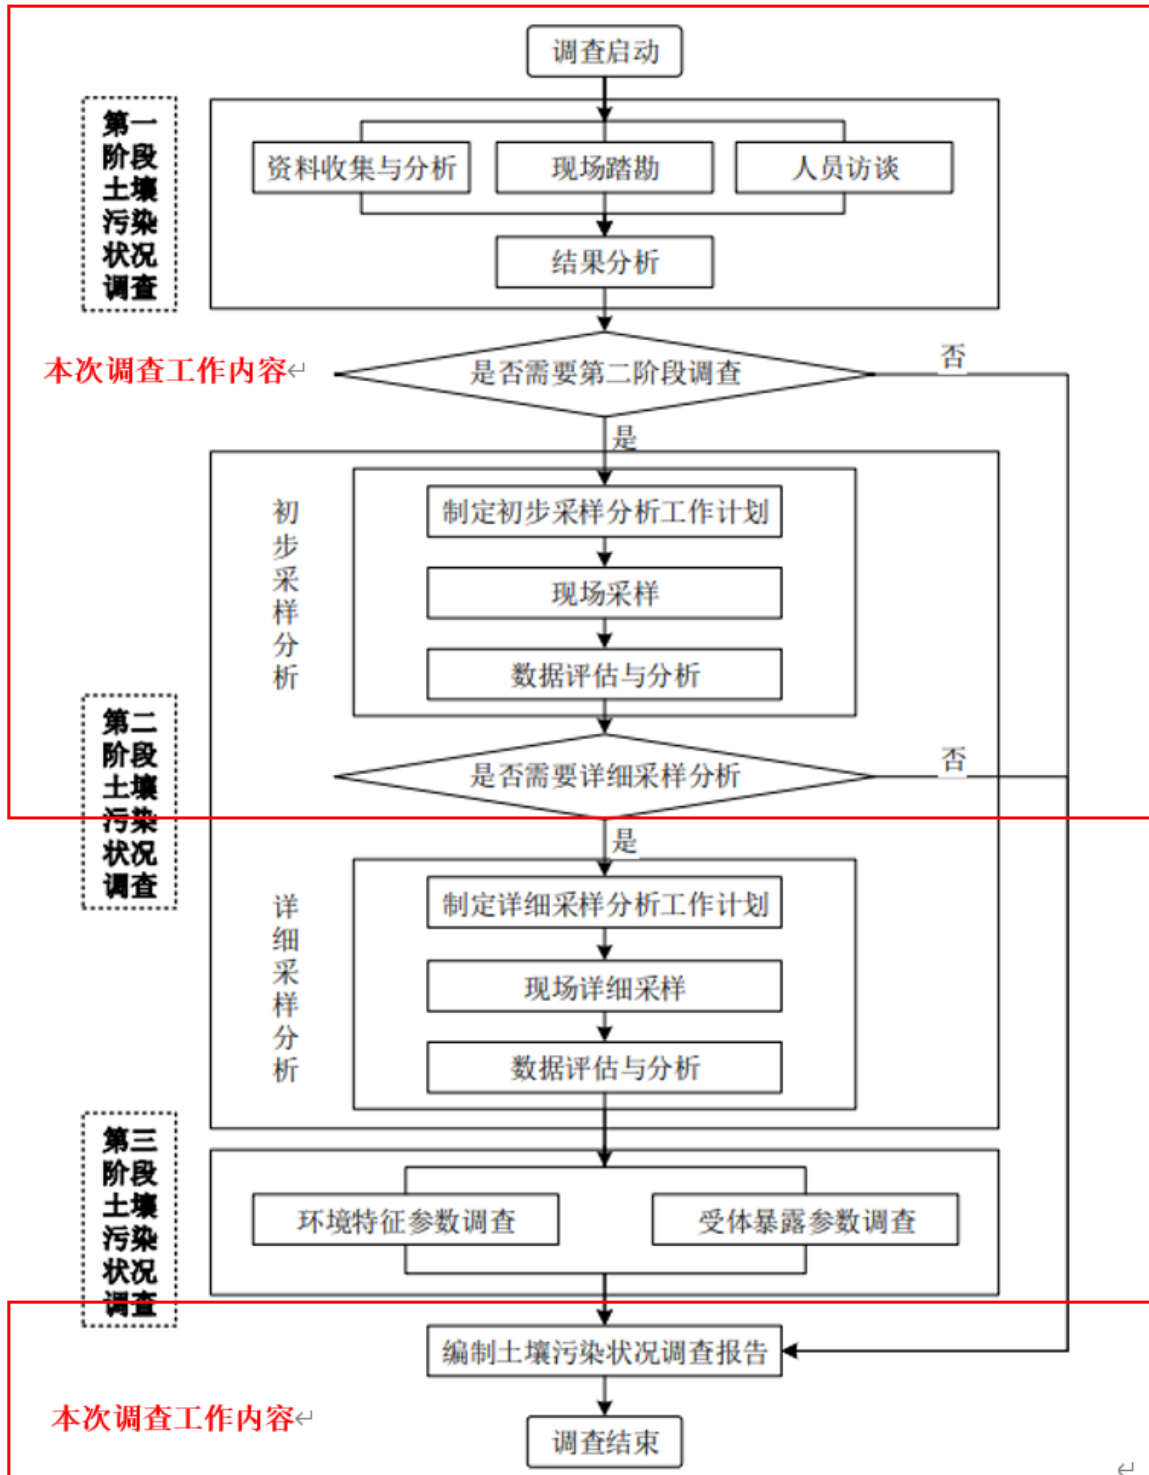 调查启动
第一
阶段
土壤
污染
状况
调查
资料收集与分析
现场踏勘
人员访谈
结果分析
本次调查工作内容
是否需要第二阶段调查
否
是
初
步
采
样
分
析
制定初步采样分析工作计划
现场采样
数据评估与分析
第二
阶段
土壤
污染
状况
调查
是否需要详细采样分析
否
是
详
细
采
样
分
析
制定详细采样分析工作计划
现场详细采样
数据评估与分析
第三
阶段
土壤
污染
状况
调查
环境特征参数调查
受体暴露参数调查
编制土壤污染状况调查报告
本次调查工作内容
调查结束